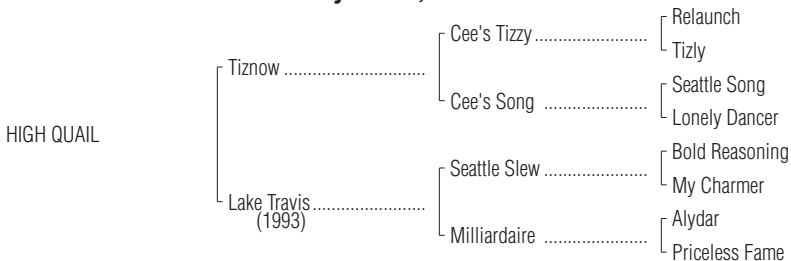 Relaunch
Cee's Tizzy
Tizly
Tiznow
Seattle Song
Cee's Song
Lonely Dancer
HIGH QUAIL
Bold Reasoning
Seattle Slew
My Charmer
Lake Travis
(1993)
Alydar
Milliardaire
Priceless Fame